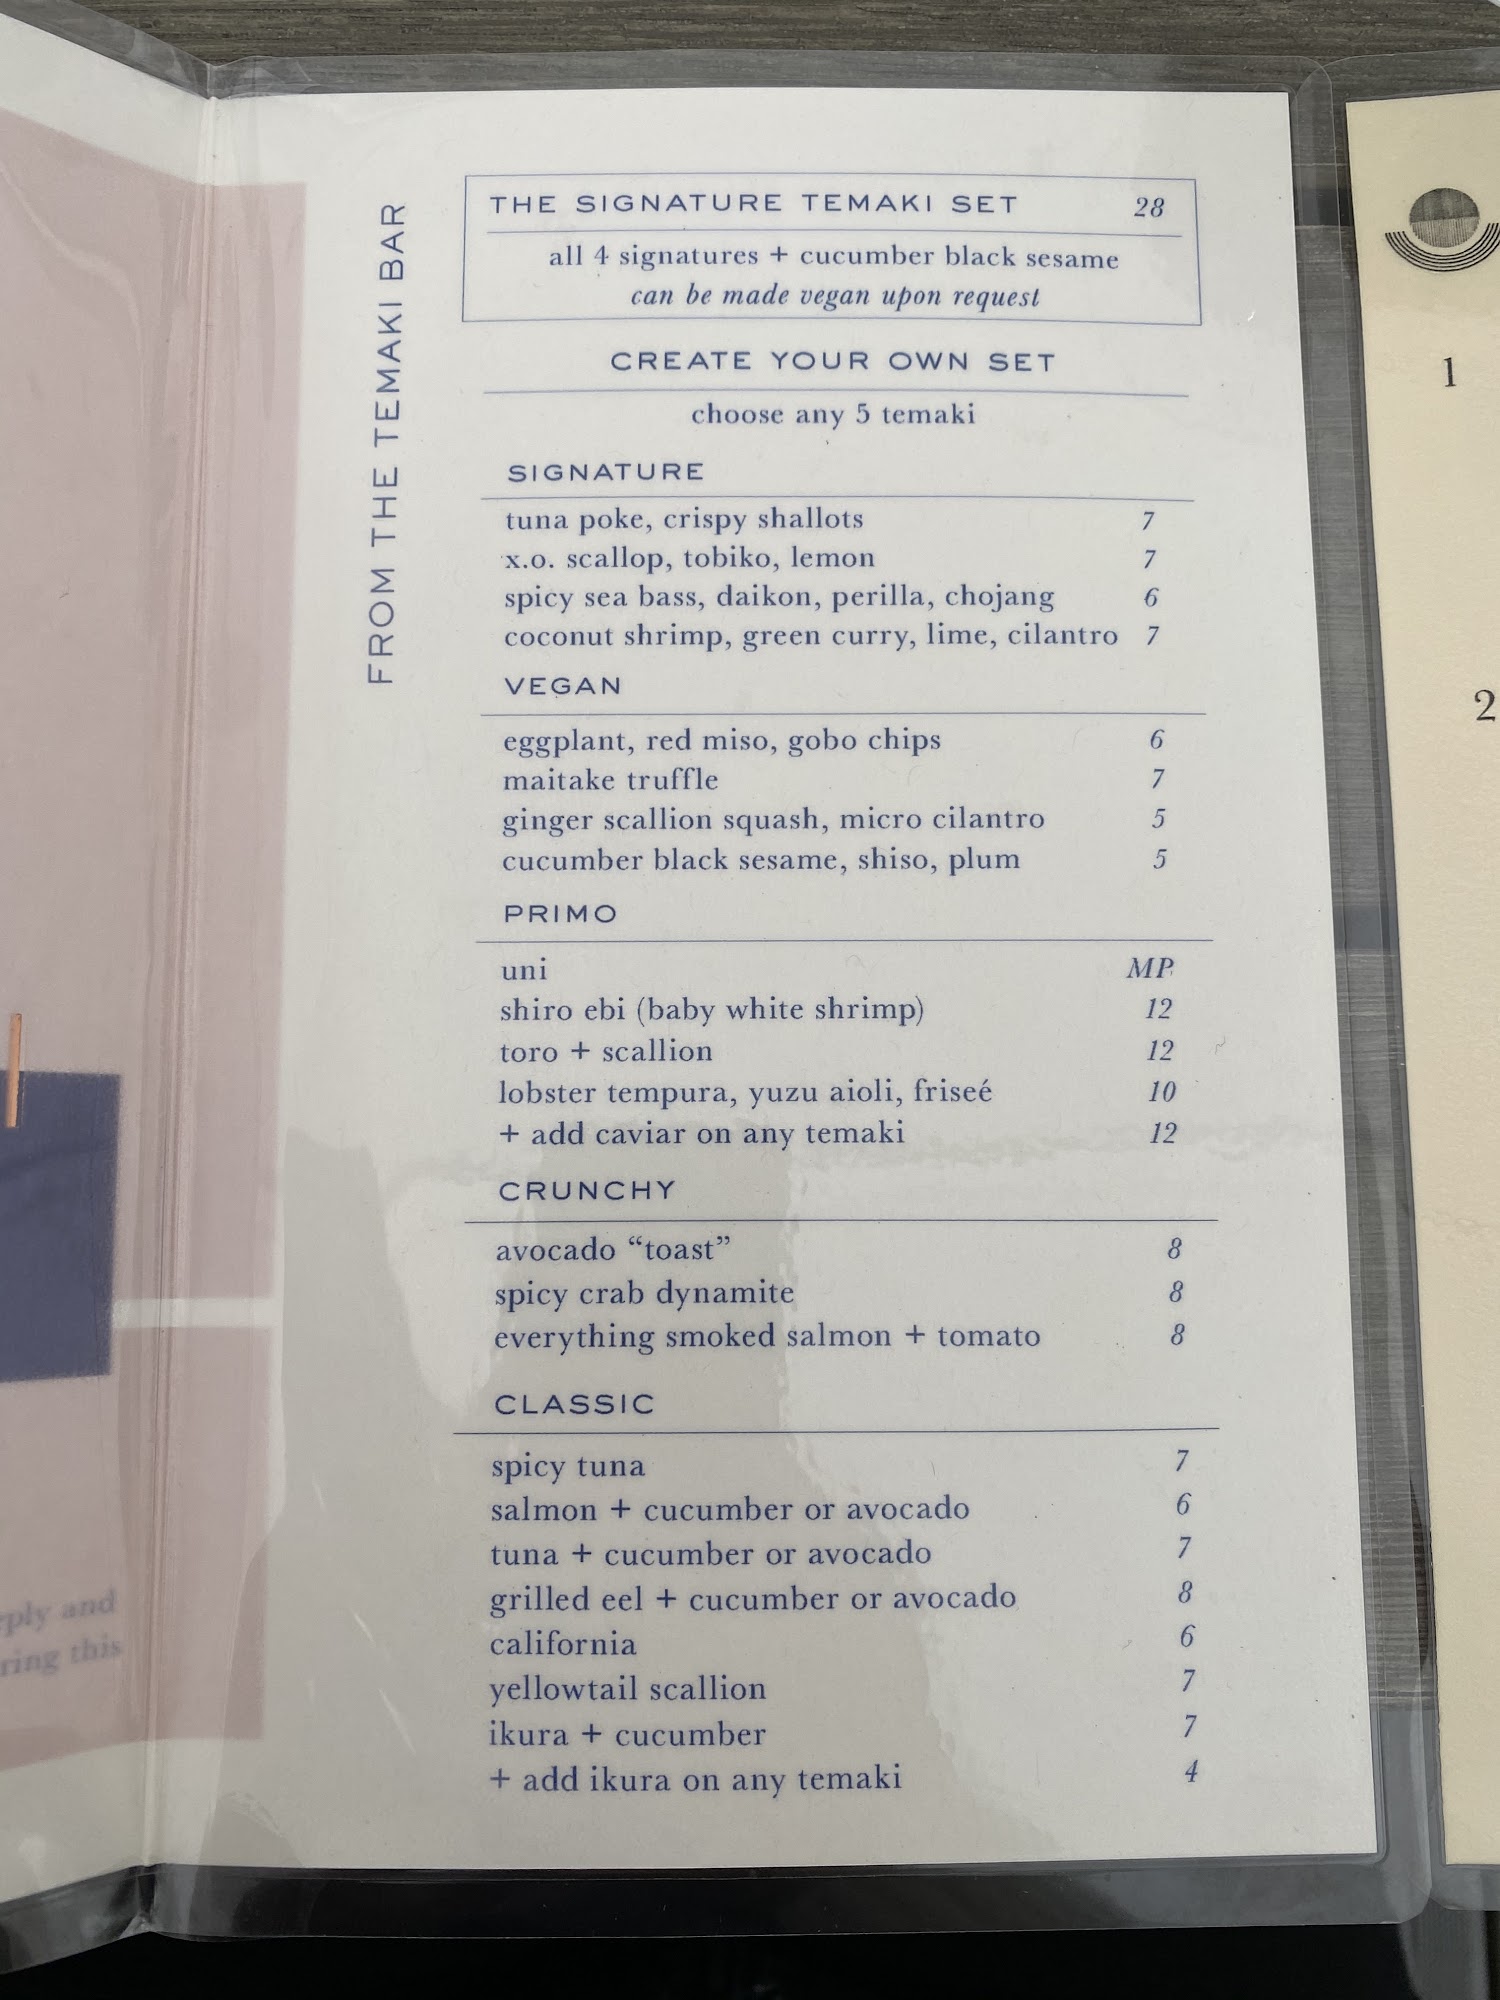 FROM THE TEMAKI BAR
THE SIGNATURE TEMAKI SET 28
all 4 signatures + cucumber black sesame
can be made vegan upon request
CREATE YOUR OWN SET
choose any 5 temaki
SIGNATURE
tuna poke, crispy shallots 7
x.o. scallop, tobiko, lemon 7
spicy sea bass, daikon, perilla, chojang 6
coconut shrimp, green curry, lime, cilantro 7
VEGAN
eggplant, red miso, gobo chips 6
maitake truffle 7
ginger scallion squash, micro cilantro 5
cucumber black sesame, shiso, plum 5
PRIMO
uni MP
shiro ebi (baby white shrimp) 12
toro + scallion 12
lobster tempura, yuzu aioli, friseé 10
+ add caviar on any temaki 12
CRUNCHY
avocado “toast” 8
spicy crab dynamite 8
everything smoked salmon + tomato 8
CLASSIC
spicy tuna 7
salmon + cucumber or avocado 6
tuna + cucumber or avocado 7
grilled eel + cucumber or avocado 8
california 6
yellowtail scallion 7
ikura + cucumber 7
+ add ikura on any temaki 4
and
this
1
2